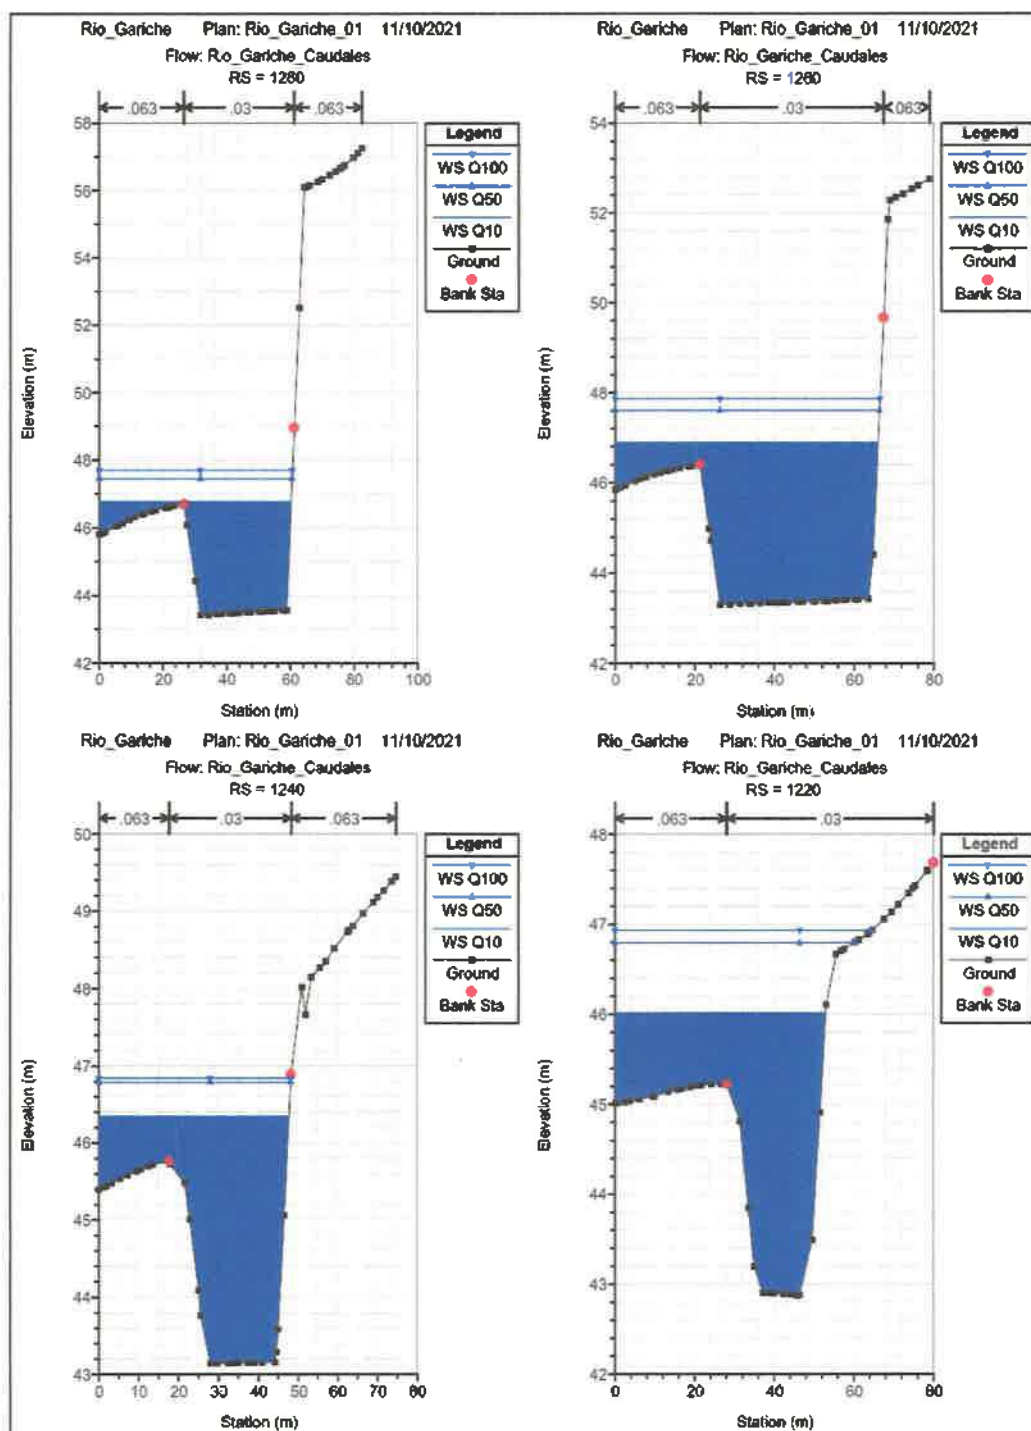 Rio_Gariche Plan: Rio_Gariche_01 11/10/2021
Flow: Rio_Gariche_Caudales
RS = 1280
.063 .03 .063
58
56
54
52
50
48
46
44
42
Elevation (m)
0 20 40 60 80 100
Station (m)
Legend
WS Q100
WS Q50
WS Q10
Ground
Bank Sta
Rio_Gariche Plan: Rio_Gariche_01 11/10/2021
Flow: Rio_Gariche_Caudales
RS = 1260
.063 .03 .063
54
52
50
48
46
44
42
Elevation (m)
0 20 40 60 80
Station (m)
Legend
WS Q100
WS Q50
WS Q10
Ground
Bank Sta
Rio_Gariche Plan: Rio_Gariche_01 11/10/2021
Flow: Rio_Gariche_Caudales
RS = 1240
.063 .03 .063
50
49
48
47
46
45
44
43
Elevation (m)
0 10 20 30 40 50 60 70 80
Station (m)
Legend
WS Q100
WS Q50
WS Q10
Ground
Bank Sta
Rio_Gariche Plan: Rio_Gariche_01 11/10/2021
Flow: Rio_Gariche_Caudales
RS = 1220
.063 .03
48
47
46
45
44
43
42
Elevation (m)
0 20 40 60 80
Station (m)
Legend
WS Q100
WS Q50
WS Q10
Ground
Bank Sta